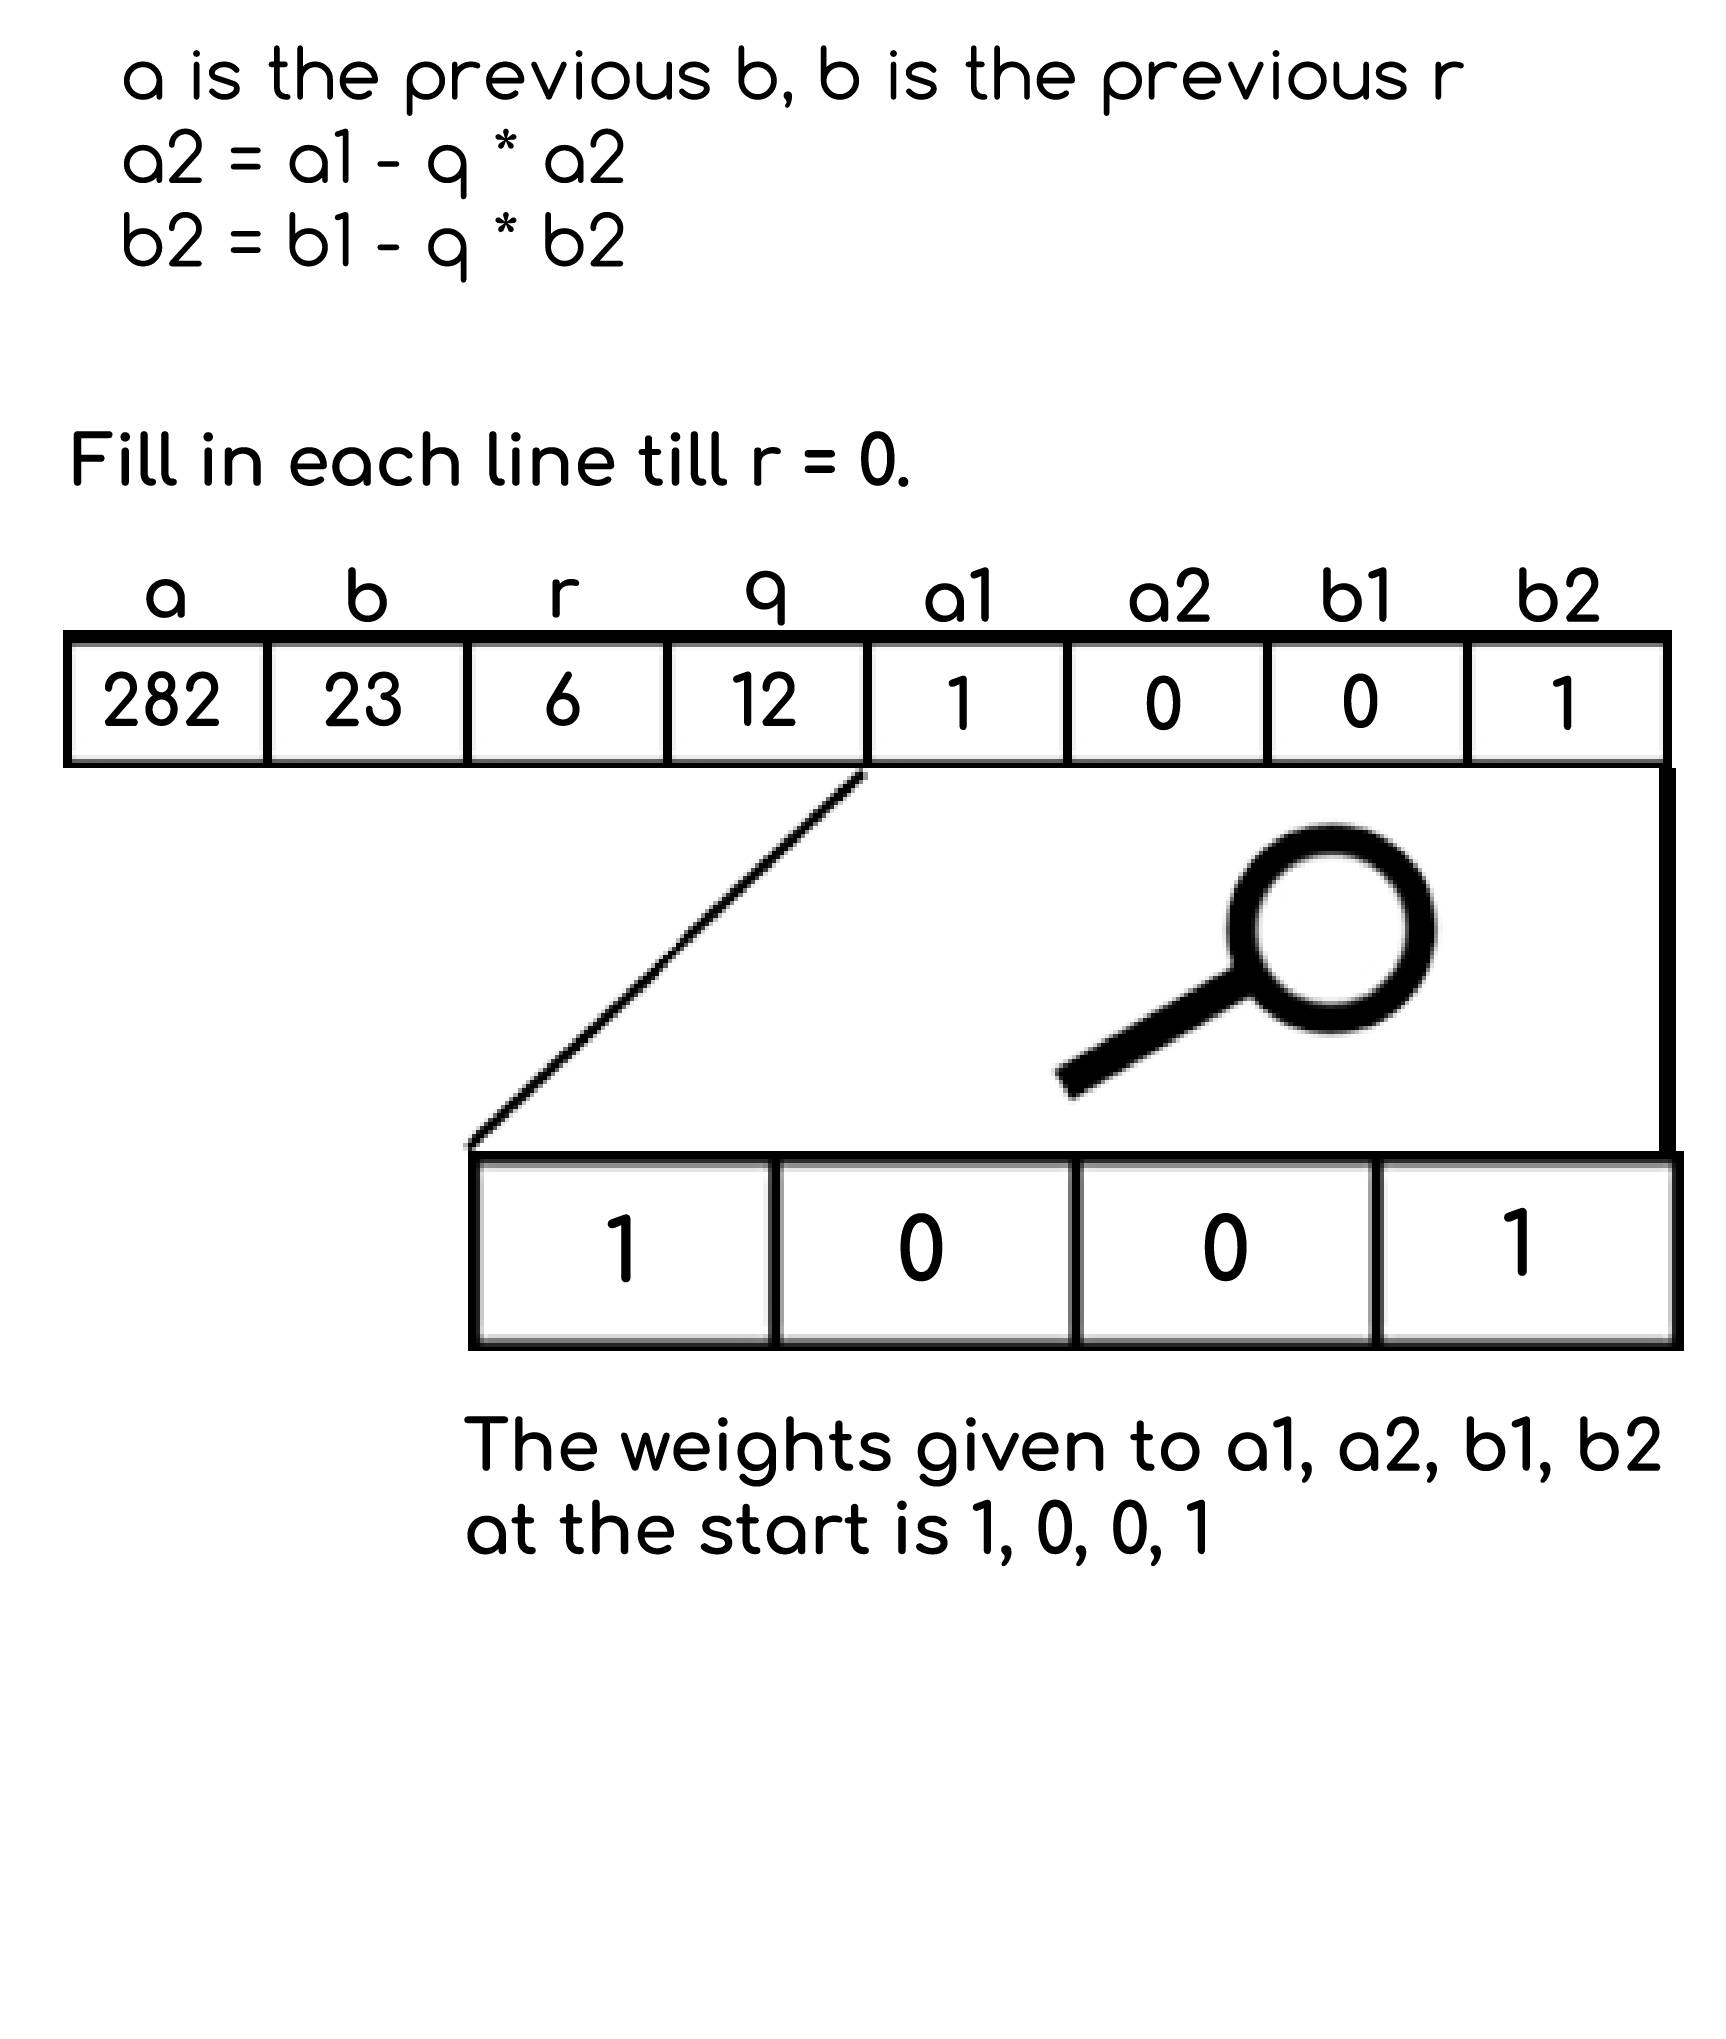 a is the previous b, b is the previous r
a2 = a1 - q * a2
b2 = b1 - q * b2
Fill in each line till r = 0.
a b r q a1 a2 b1 b2
282 23 6 12 1 0 0 1
1 0 0 1
The weights given to a1, a2, b1, b2
at the start is 1, 0, 0, 1